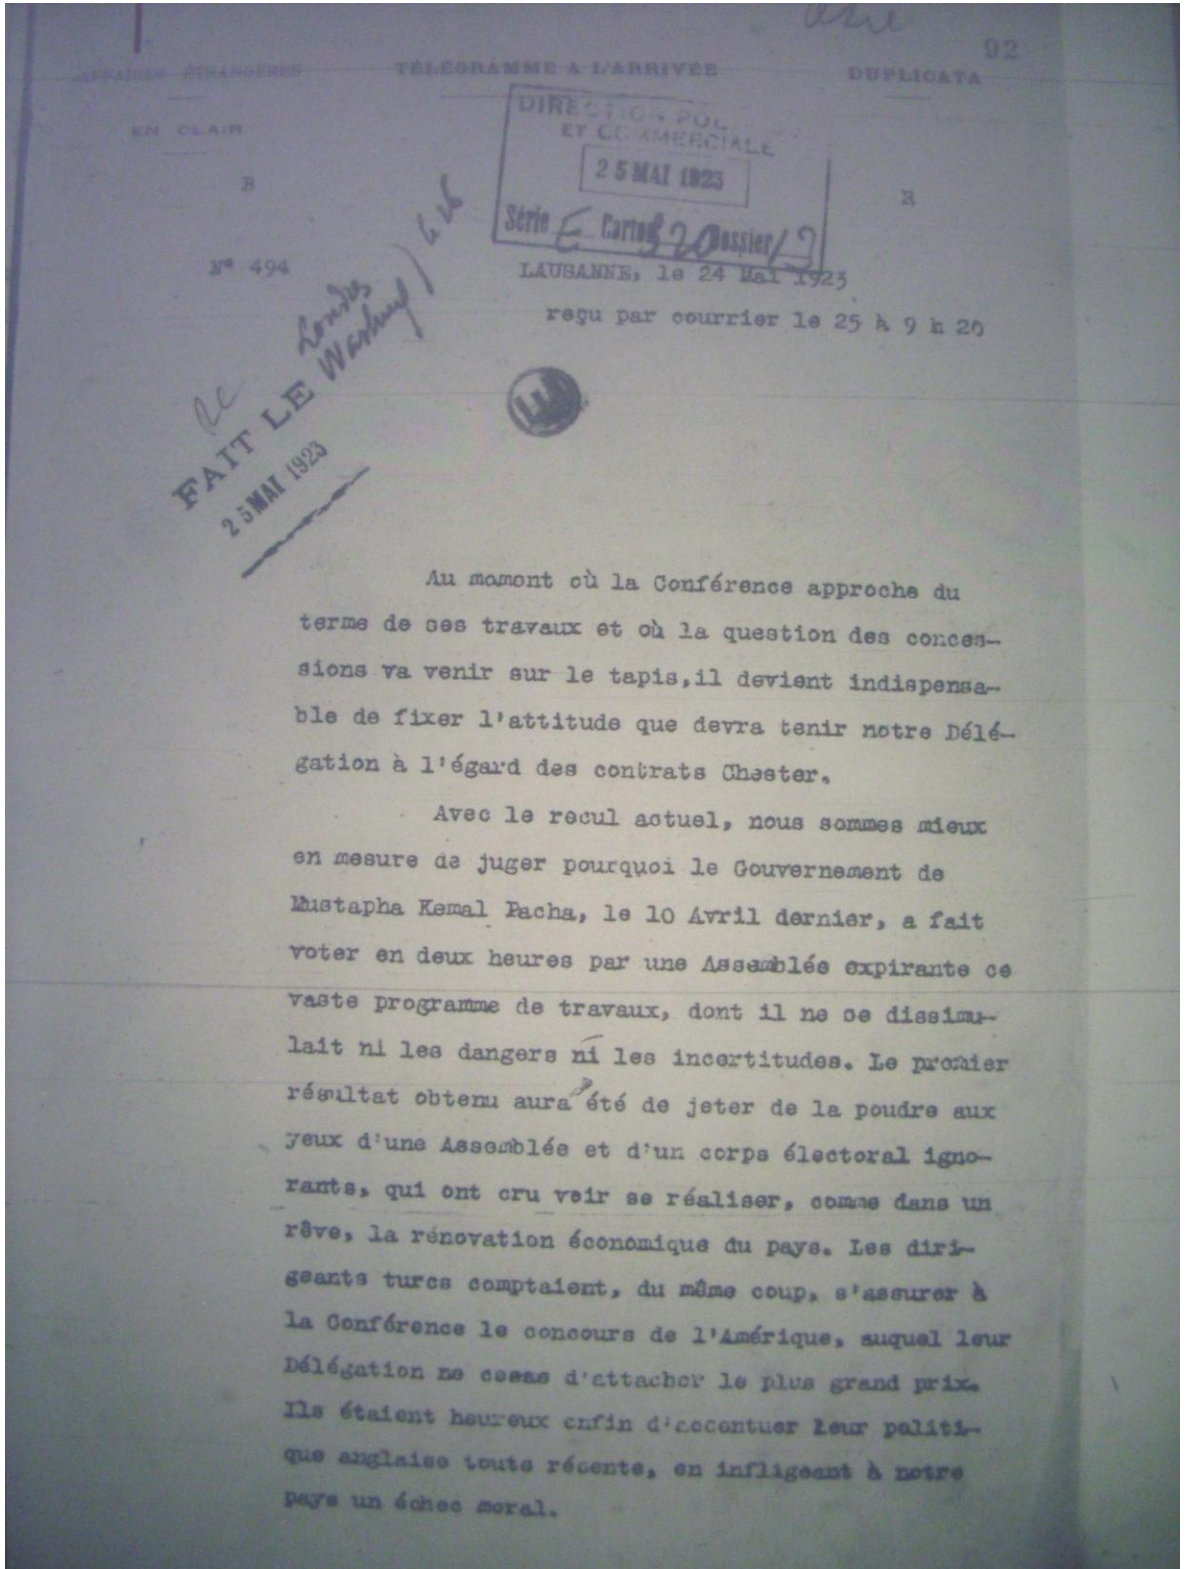 92
AFFAIRES ÉTRANGÈRES TÉLÉGRAMME A L'ARRIVÉE DUPLICATA
EN CLAIR
DIRECTION POL
ET COMMERCIALE
25 MAI 1923
Série E Carton 320 Dossier 13
B R
N° 494
LAUSANNE, le 24 Mai 1923
reçu par courrier le 25 à 9 h 20
Londres
FAIT LE
25 MAI 1923
Au momont où la Conférence approche du
terme de ses travaux et où la question des conces-
sions va venir sur le tapis,il devient indispensa-
ble de fixer l'attitude que devra tenir notre Délé-
gation à l'égard des contrats Chester.
Avec le recul actuel, nous sommes mieux
en mesure de juger pourquoi le Gouvernement de
Mustapha Kemal Pacha, le 10 Avril dernier, a fait
voter en deux heures par une Assemblée expirante ce
vaste programme de travaux, dont il ne se dissimu-
lait ni les dangers ni les incertitudes. Le premier
résultat obtenu aura été de jeter de la poudre aux
yeux d'une Assemblée et d'un corps électoral igno-
rants, qui ont cru voir se réaliser, comme dans un
rêve, la rénovation économique du pays. Les diri-
geants turcs comptaient, du même coup, s'assurer à
la Conférence le concours de l'Amérique, auquel leur
Délégation ne cessa d'attacher le plus grand prix.
Ils étaient heureux enfin d'accentuer leur politi-
que anglaise toute récente, en infligeant à notre
pays un échec moral.